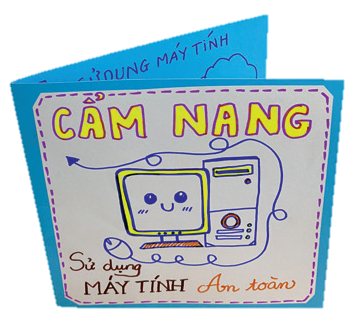 SỬ DỤNG MÁY TÍNH
CẨM NANG
Sử dụng
MÁY TÍNH An toàn